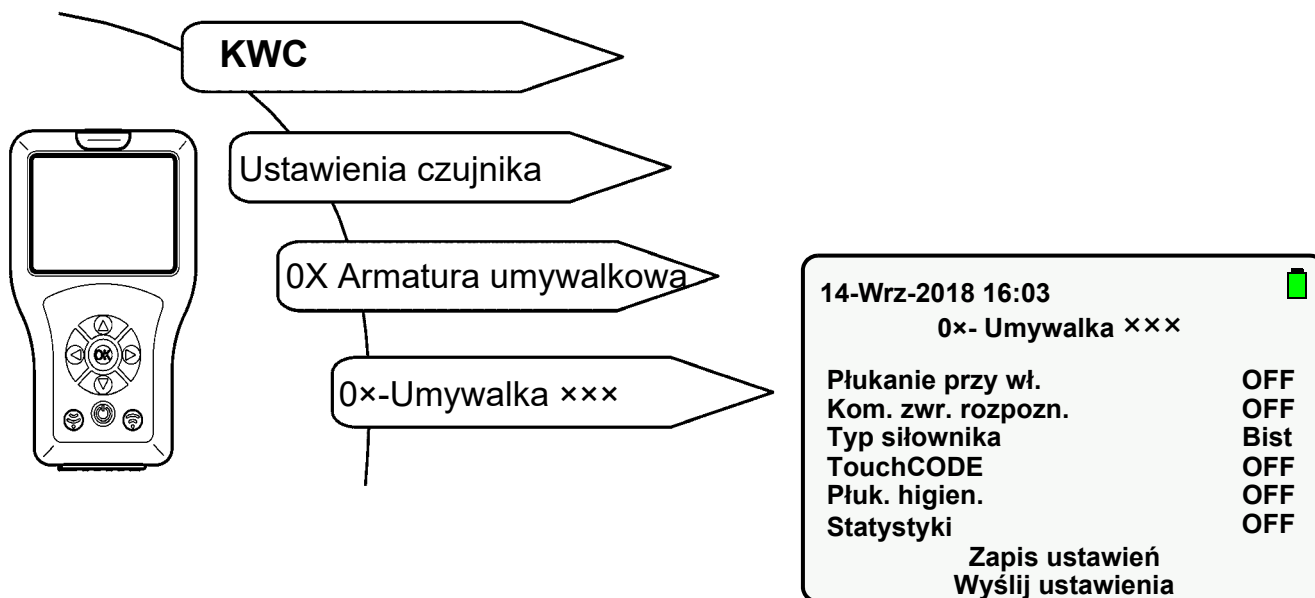 KWC
Ustawienia czujnika
0X Armatura umywalkowa
0×-Umywalka ×××
OK
14-Wrz-2018 16:03
0×- Umywalka ×××
Płukanie przy wł. OFF
Kom. zwr. rozpozn. OFF
Typ siłownika Bist
TouchCODE OFF
Płuk. higien. OFF
Statystyki OFF
Zapis ustawień
Wyślij ustawienia